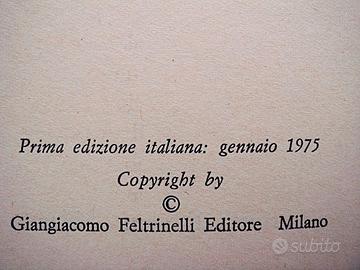 Prima edizione italiana: gennaio 1975
Copyright by
©
Giangiacomo Feltrinelli Editore Milano
subito